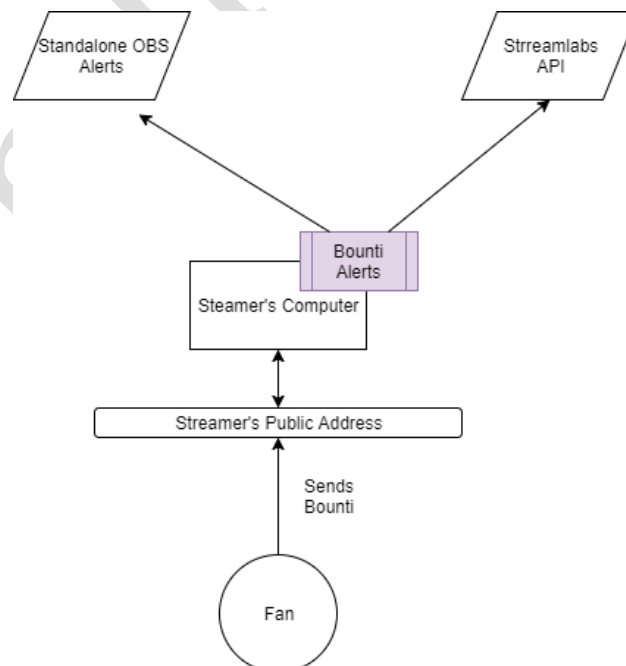 Standalone OBS
Alerts
Strreamlabs
API
Bounti
Alerts
Steamer's Computer
Streamer's Public Address
Sends
Bounti
Fan